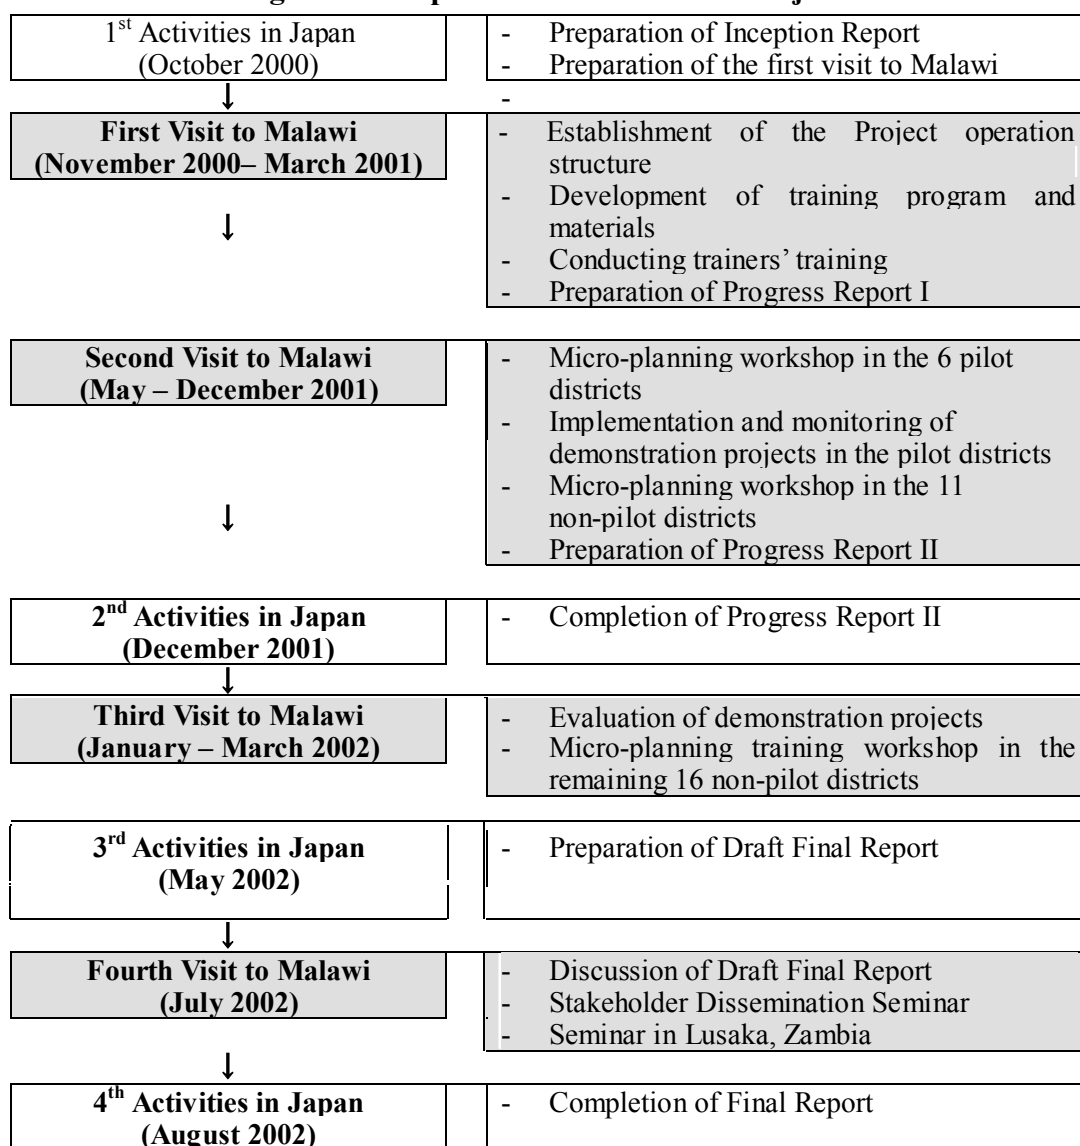 1st Activities in Japan
(October 2000)
- Preparation of Inception Report
- Preparation of the first visit to Malawi
-
↓
First Visit to Malawi
(November 2000– March 2001)
- Establishment of the Project operation
structure
- Development of training program and
materials
- Conducting trainers' training
- Preparation of Progress Report I
↓
Second Visit to Malawi
(May – December 2001)
- Micro-planning workshop in the 6 pilot
districts
- Implementation and monitoring of
demonstration projects in the pilot districts
- Micro-planning workshop in the 11
non-pilot districts
- Preparation of Progress Report II
↓
2nd Activities in Japan
(December 2001)
- Completion of Progress Report II
↓
Third Visit to Malawi
(January – March 2002)
- Evaluation of demonstration projects
- Micro-planning training workshop in the
remaining 16 non-pilot districts
3rd Activities in Japan
(May 2002)
- Preparation of Draft Final Report
↓
Fourth Visit to Malawi
(July 2002)
- Discussion of Draft Final Report
- Stakeholder Dissemination Seminar
- Seminar in Lusaka, Zambia
↓
4th Activities in Japan
(August 2002)
- Completion of Final Report